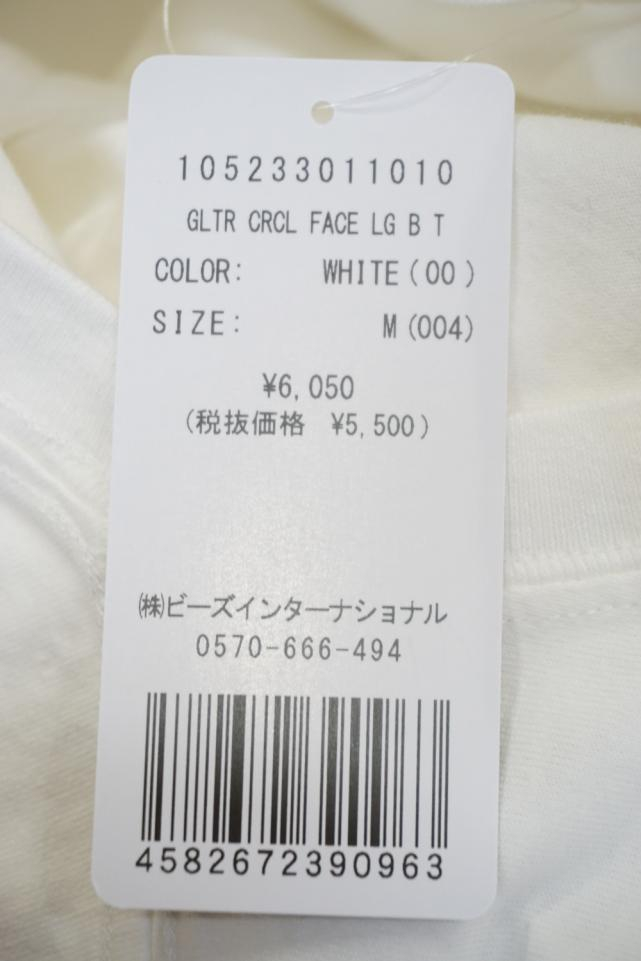 105233011010
GLTR CRCL FACE LG B T
COLOR: WHITE(00)
SIZE: M(004)
¥6,050
(税抜価格 ¥5,500)
㈱ビーズインターナショナル
0570-666-494
4582672390963